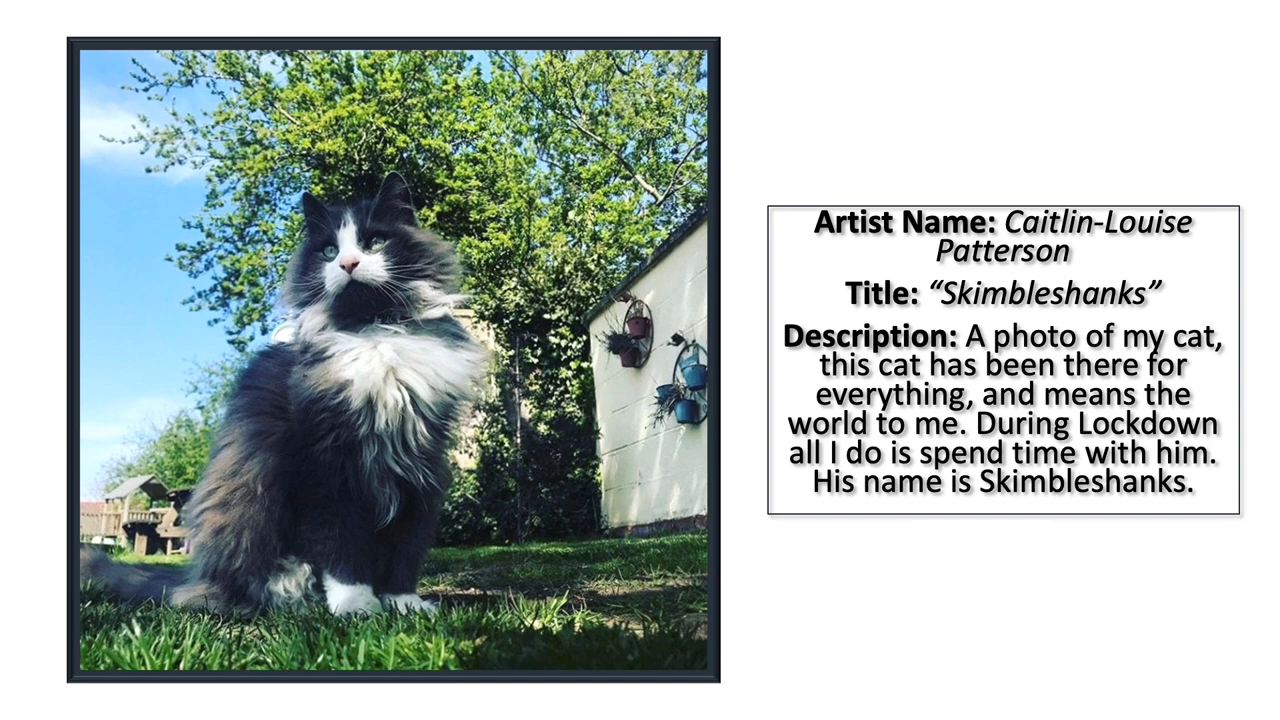 Artist Name: Caitlin-Louise
Patterson
Title: “Skimbleshanks”
Description: A photo of my cat,
this cat has been there for
everything, and means the
world to me. During Lockdown
all I do is spend time with him.
His name is Skimbleshanks.